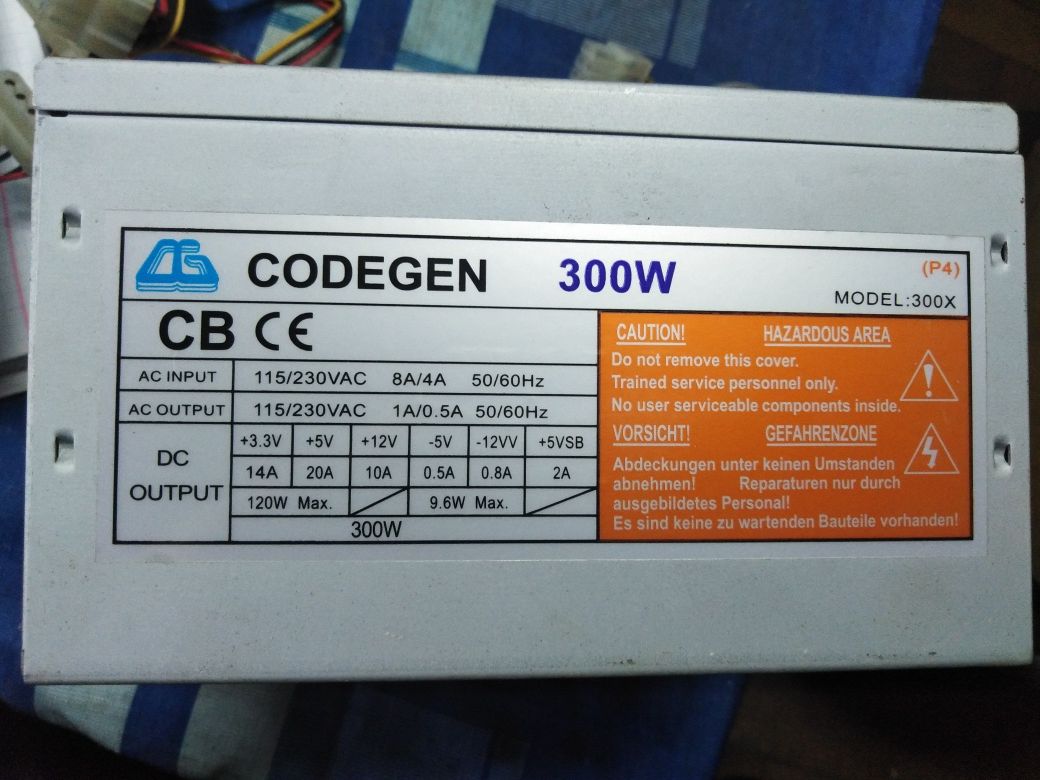 CODEGEN 300W (P4)
MODEL:300X
CB CE
AC INPUT 115/230VAC 8A/4A 50/60Hz
AC OUTPUT 115/230VAC 1A/0.5A 50/60Hz
DC OUTPUT
+3.3V +5V +12V -5V -12VV +5VSB
14A 20A 10A 0.5A 0.8A 2A
120W Max. 9.6W Max.
300W
CAUTION! HAZARDOUS AREA
Do not remove this cover.
Trained service personnel only.
No user serviceable components inside.
VORSICHT! GEFAHRENZONE
Abdeckungen unter keinen Umstanden
abnehmen! Reparaturen nur durch
ausgebildetes Personal!
Es sind keine zu wartenden Bauteile vorhanden!